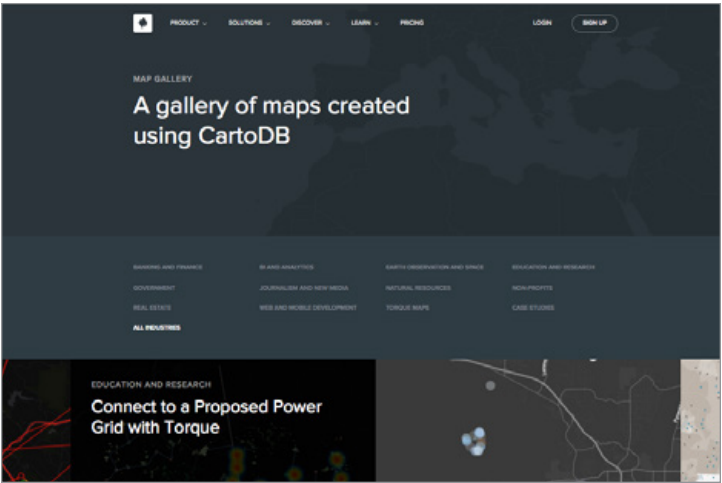 PRODUCT SOLUTIONS DISCOVER LEARN PRICING LOGIN SIGN UP
MAP GALLERY
A gallery of maps created
using CartoDB
BANKING AND FINANCE BI AND ANALYTICS EARTH OBSERVATION AND SPACE EDUCATION AND RESEARCH
GOVERNMENT JOURNALISM AND NEW MEDIA NATURAL RESOURCES NON-PROFITS
REAL ESTATE WEB AND MOBILE DEVELOPMENT TORQUE MAPS CASE STUDIES
ALL INDUSTRIES
EDUCATION AND RESEARCH
Connect to a Proposed Power
Grid with Torque